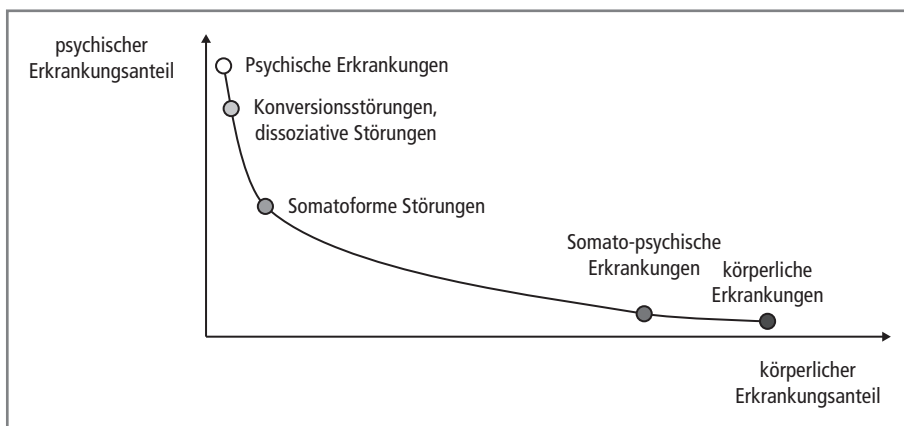 psychischer
Erkrankungsanteil
Psychische Erkrankungen
Konversionsstörungen,
dissoziative Störungen
Somatoforme Störungen
Somato-psychische
Erkrankungen
körperliche
Erkrankungen
körperlicher
Erkrankungsanteil